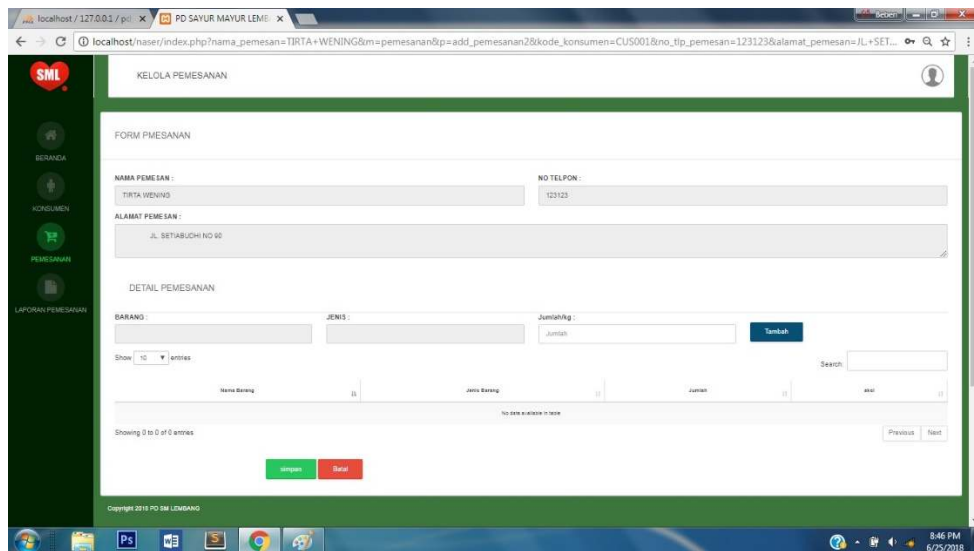 localhost / 127.0.0.1 / pd
PD SAYUR MAYUR LEMB
localhost/naser/index.php?nama_pemesan=TIRTA+WENING&m=pemesanan&p=add_pemesanan2&kode_konsumen=CUS001&no_tlp_pemesan=123123&alamat_pemesan=JL.+SET...
SML
KELOLA PEMESANAN
FORM PMESANAN
BERANDA
NAMA PEMESAN :
NO TELPON :
TIRTA WENING
123123
KONSUMEN
ALAMAT PEMESAN :
JL. SETIABUDHI NO 90
PEMESANAN
DETAIL PEMESANAN
LAPORAN PEMESANAN
BARANG :
JENIS :
Jumlah/kg :
Jumlah
Tambah
Show 10 entries
Search:
Nama Barang
Jenis Barang
Jumlah
aksi
No data available in table
Showing 0 to 0 of 0 entries
Previous
Next
simpan
Batal
Copyright 2018 PD SM LEMBANG
Ps
S
8:46 PM
6/25/2018